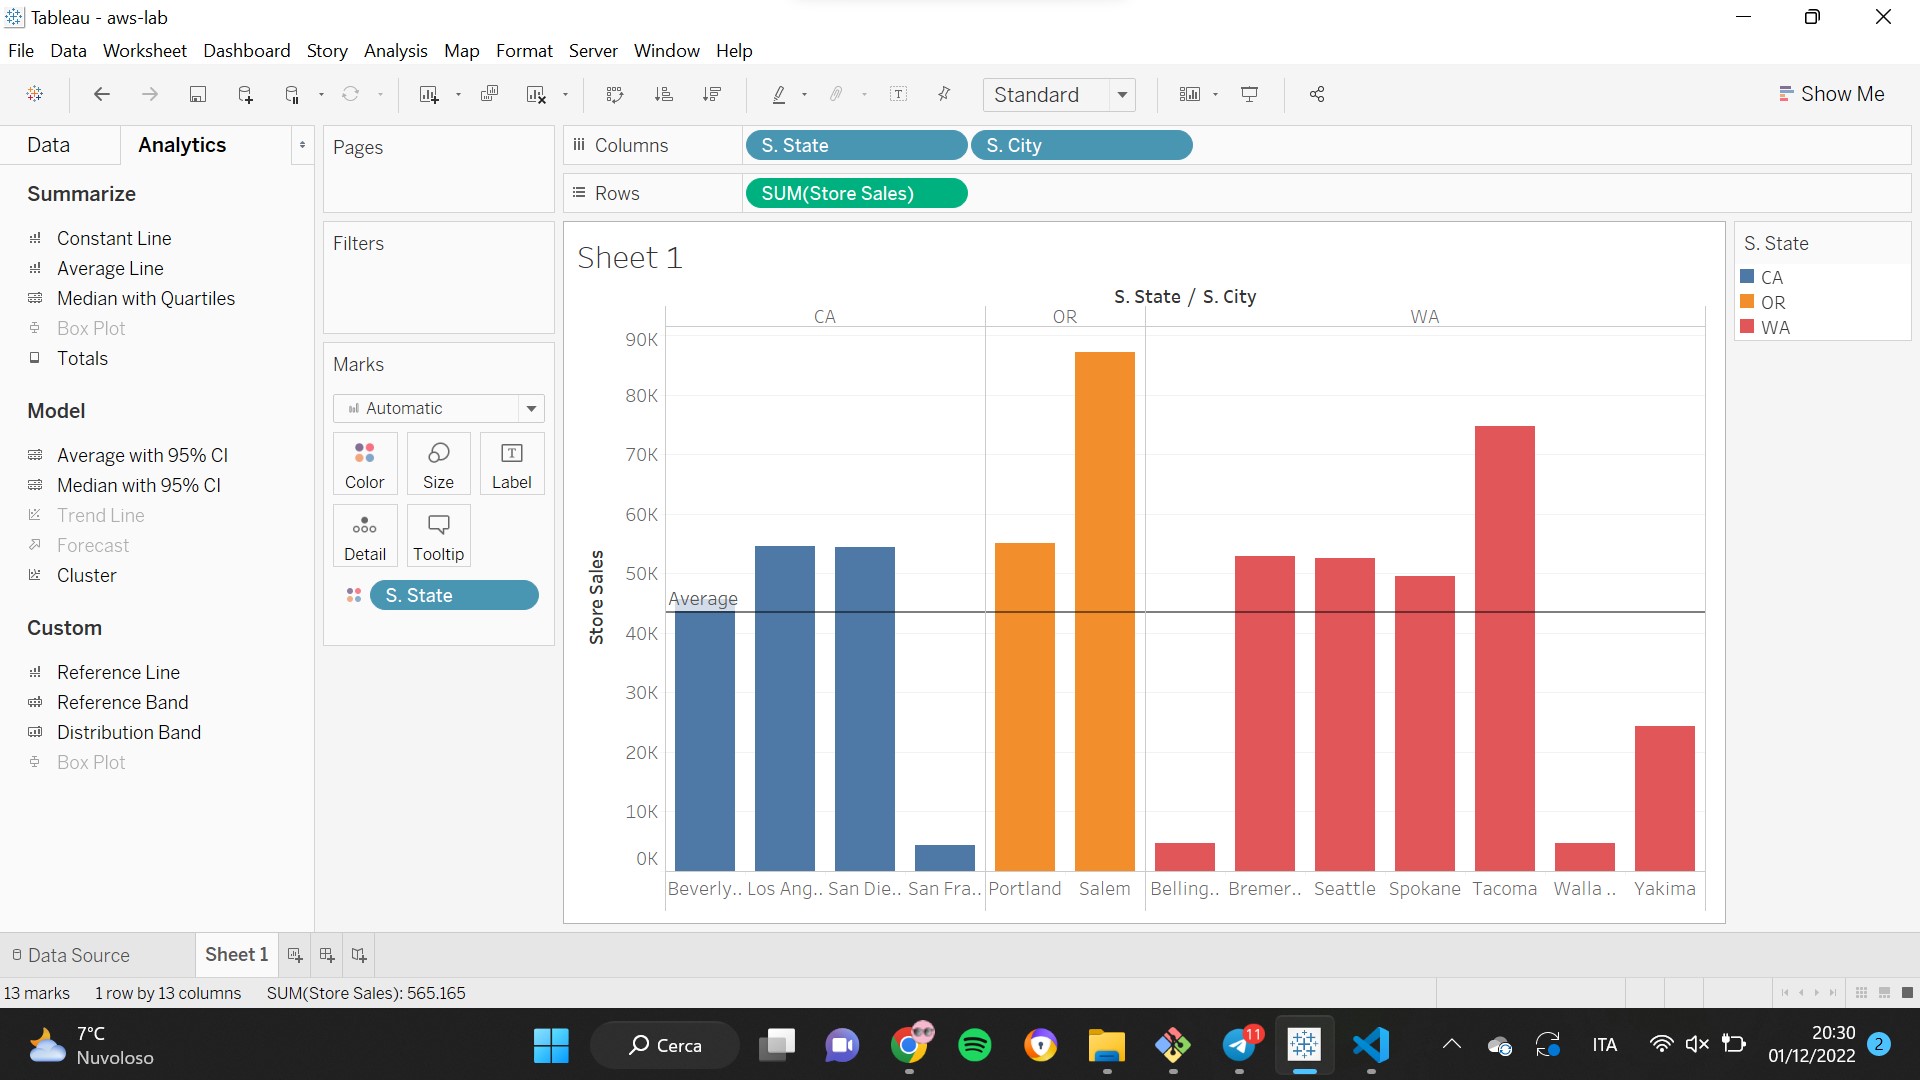 Tableau - aws-lab
File Data Worksheet Dashboard Story Analysis Map Format Server Window Help
Standard
Show Me
Data
Analytics
Summarize
Constant Line
Average Line
Median with Quartiles
Box Plot
Totals
Model
Average with 95% CI
Median with 95% CI
Trend Line
Forecast
Cluster
Custom
Reference Line
Reference Band
Distribution Band
Box Plot
Pages
Filters
Marks
Automatic
Color Size Label
Detail Tooltip
S. State
Columns S. State S. City
Rows SUM(Store Sales)
Sheet 1
S. State / S. City
CA OR WA
90K
80K
70K
60K
50K
40K
30K
20K
10K
0K
Store Sales
Average
Beverly.. Los Ang.. San Die.. San Fra.. Portland Salem Belling.. Bremer.. Seattle Spokane Tacoma Walla .. Yakima
S. State
CA
OR
WA
Data Source Sheet 1
13 marks 1 row by 13 columns SUM(Store Sales): 565.165
7°C
Nuvoloso
Cerca
11
ITA
20:30
01/12/2022
2